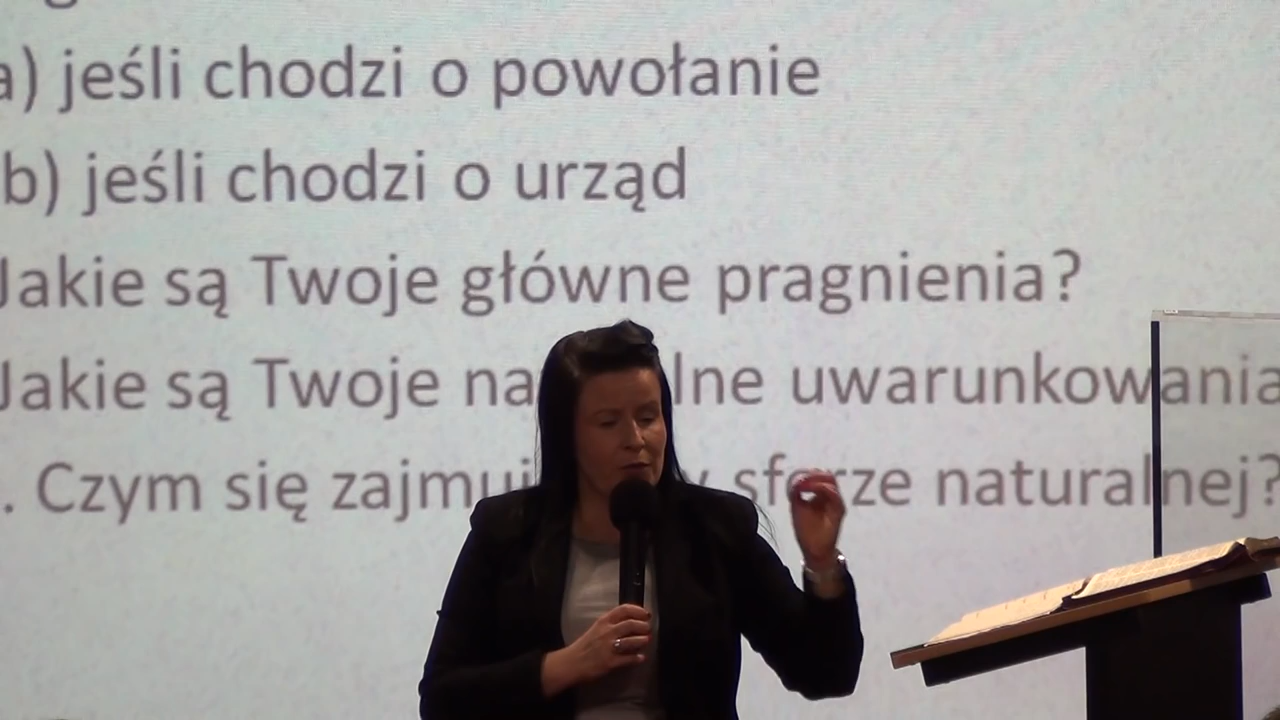 a) jeśli chodzi o powołanie
b) jeśli chodzi o urząd
Jakie są Twoje główne pragnienia?
Jakie są Twoje uwarunkowania
. Czym się naturalnej?